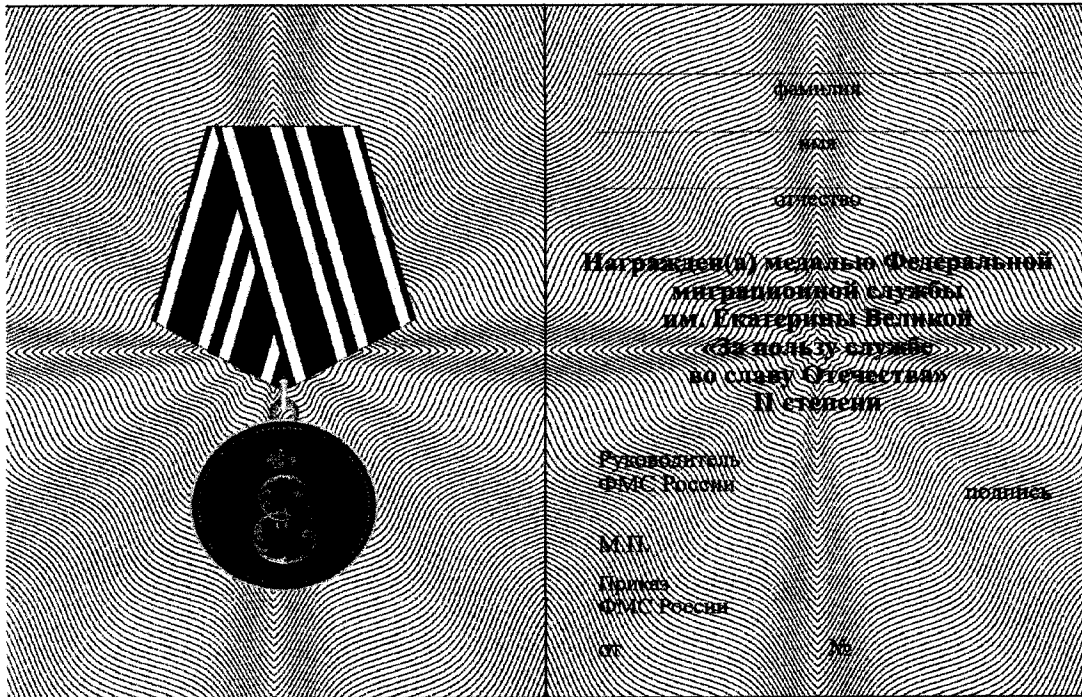 фамилия
имя
отчество
Награжден(а) медалью Федеральной
миграционной службы
им. Екатерины Великой
«За пользу службе
во славу Отечества»
II степени
Руководитель
ФМС России
подпись
М.П.
Приказ
ФМС России
от №